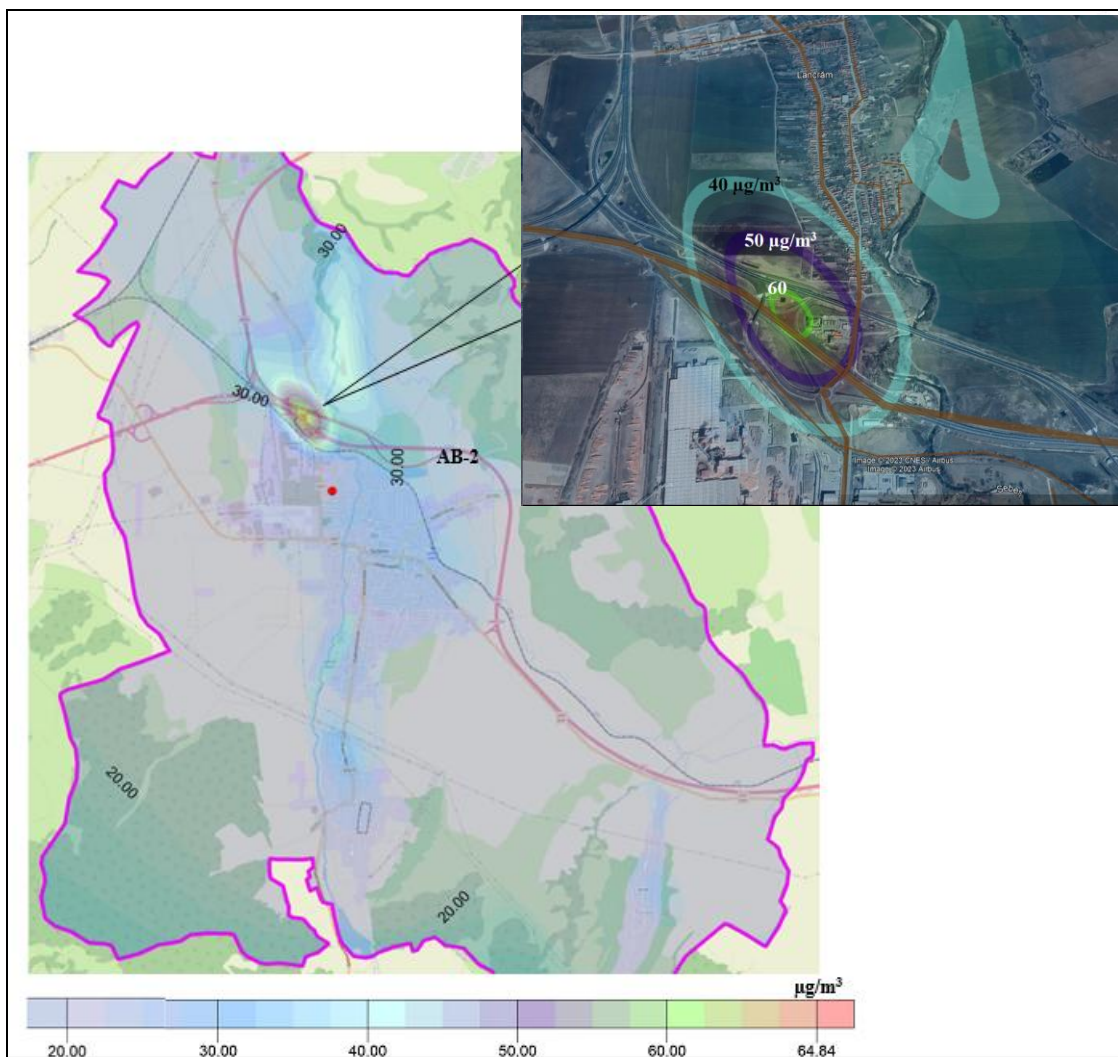 Lancrăm
40 µg/m³
50 µg/m³
60
Image © 2023 CNES / Airbus
Image © 2023 Airbus
30.00
30.00
30.00
AB-2
20.00
20.00
µg/m³
20.00 30.00 40.00 50.00 60.00 64.84